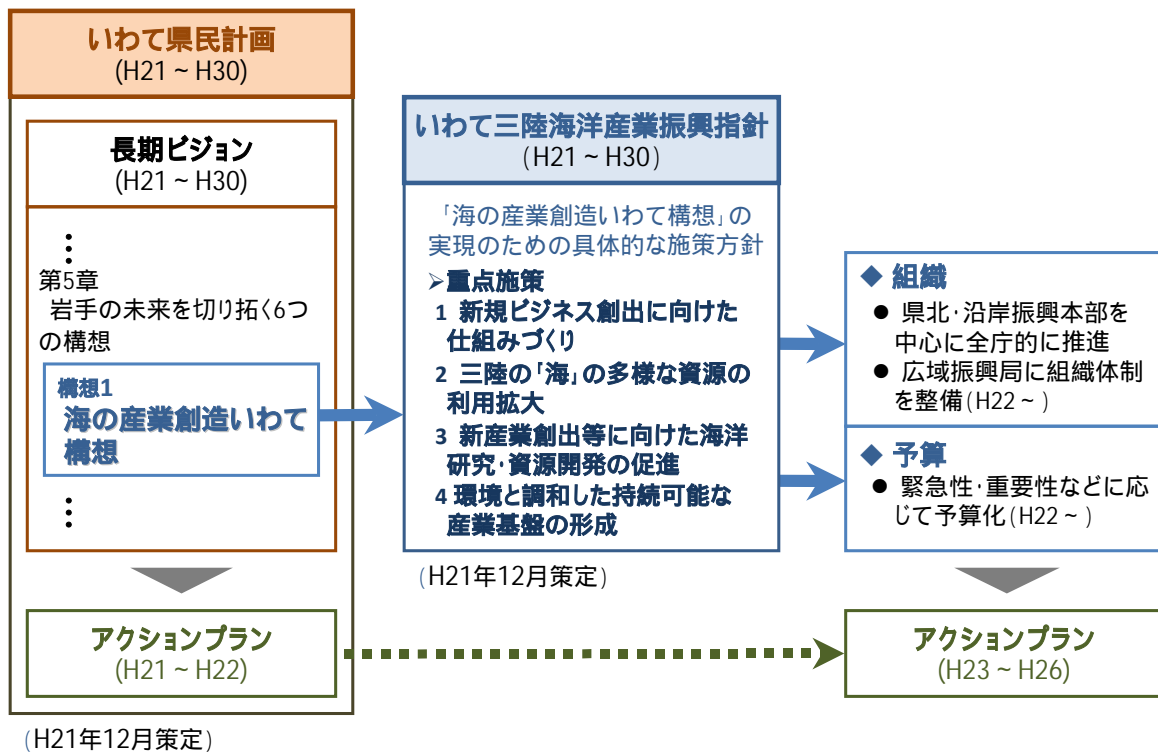 いわて県民計画
(H21～H30)
長期ビジョン
(H21～H30)
⋮
第5章
岩手の未来を切り拓く6つ
の構想
構想1
海の産業創造いわて
構想
⋮
アクションプラン
(H21～H22)
(H21年12月策定)
いわて三陸海洋産業振興指針
(H21～H30)
「海の産業創造いわて構想」の
実現のための具体的な施策方針
➢重点施策
1 新規ビジネス創出に向けた
仕組みづくり
2 三陸の「海」の多様な資源の
利用拡大
3 新産業創出等に向けた海洋
研究・資源開発の促進
4 環境と調和した持続可能な
産業基盤の形成
(H21年12月策定)
◆ 組織
● 県北・沿岸振興本部を
中心に全庁的に推進
● 広域振興局に組織体制
を整備(H22～)
◆ 予算
● 緊急性・重要性などに応
じて予算化(H22～)
アクションプラン
(H23～H26)